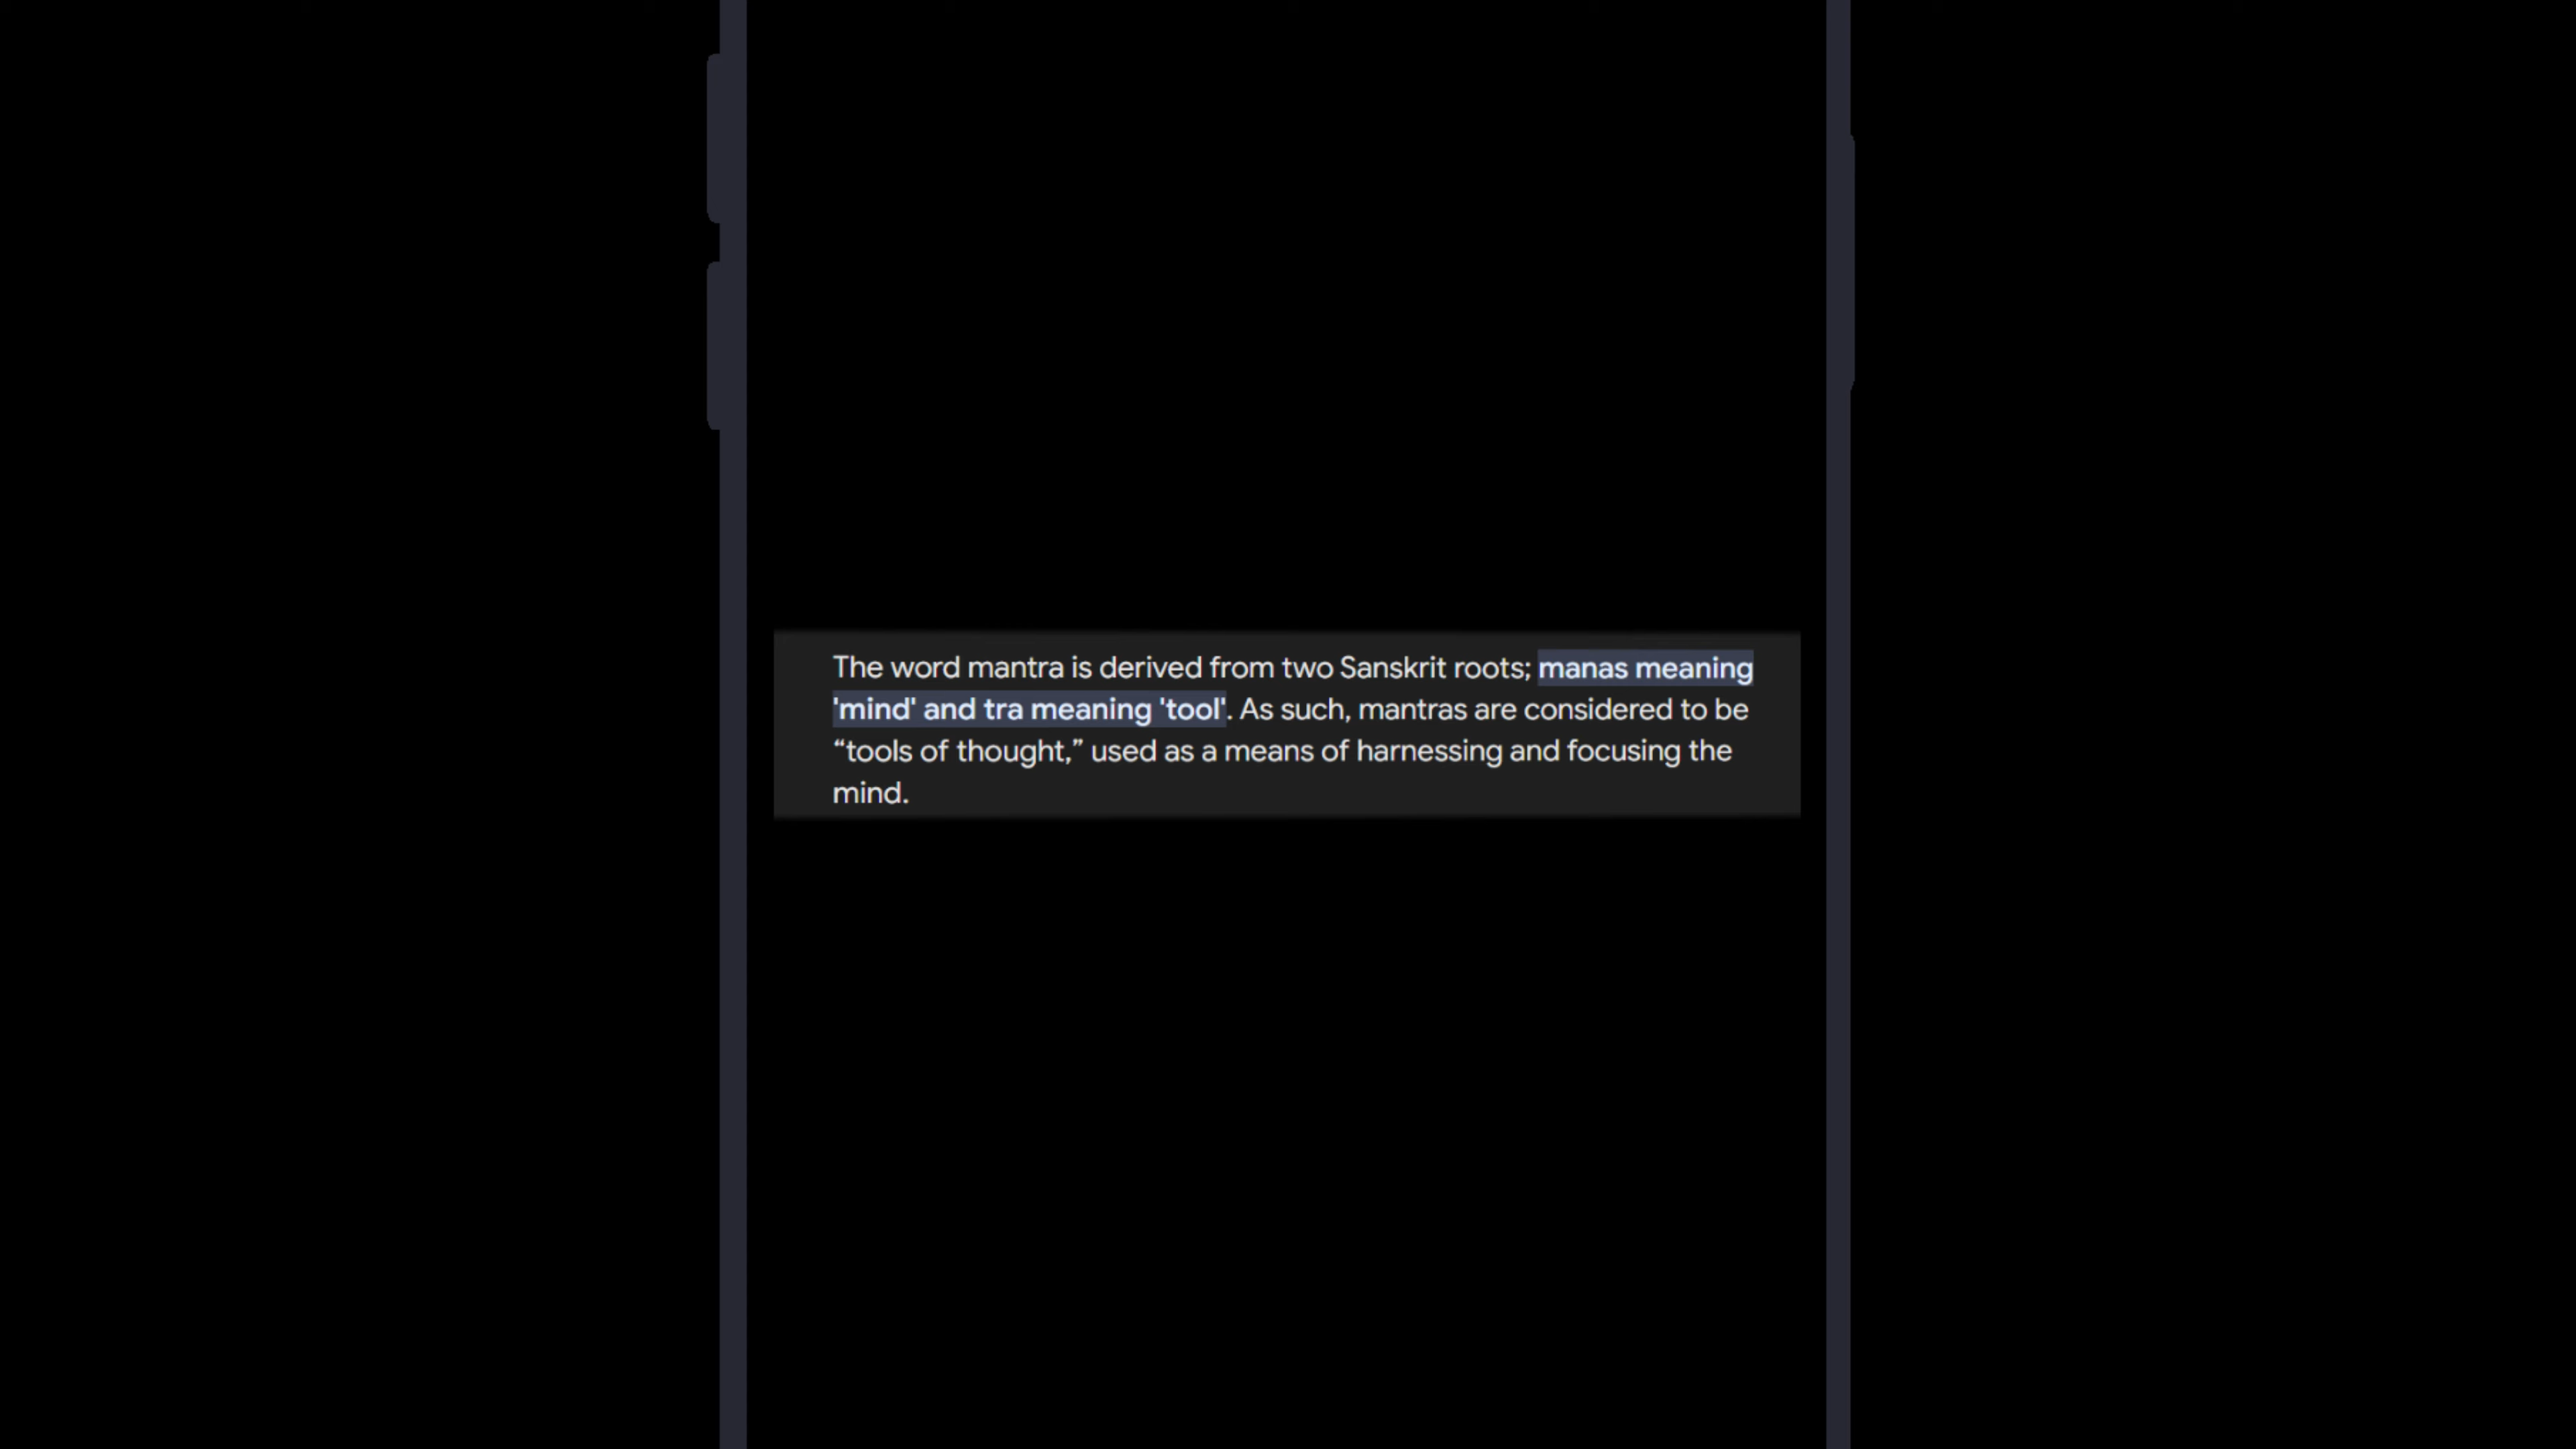 The word mantra is derived from two Sanskrit roots; manas meaning
'mind' and tra meaning 'tool'. As such, mantras are considered to be
“tools of thought,” used as a means of harnessing and focusing the
mind.